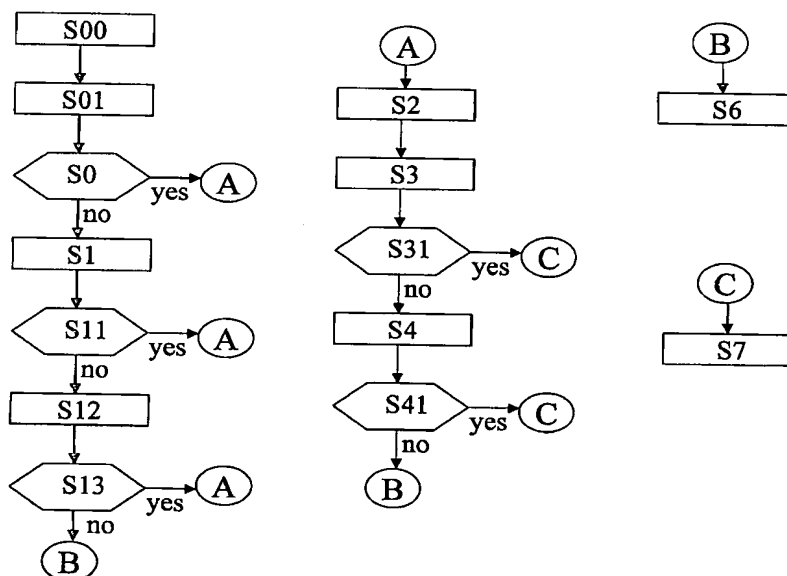 S00
S01
S0
yes
A
no
S1
S11
yes
A
no
S12
S13
yes
A
no
B
A
S2
S3
S31
yes
C
no
S4
S41
yes
C
no
B
B
S6
C
S7